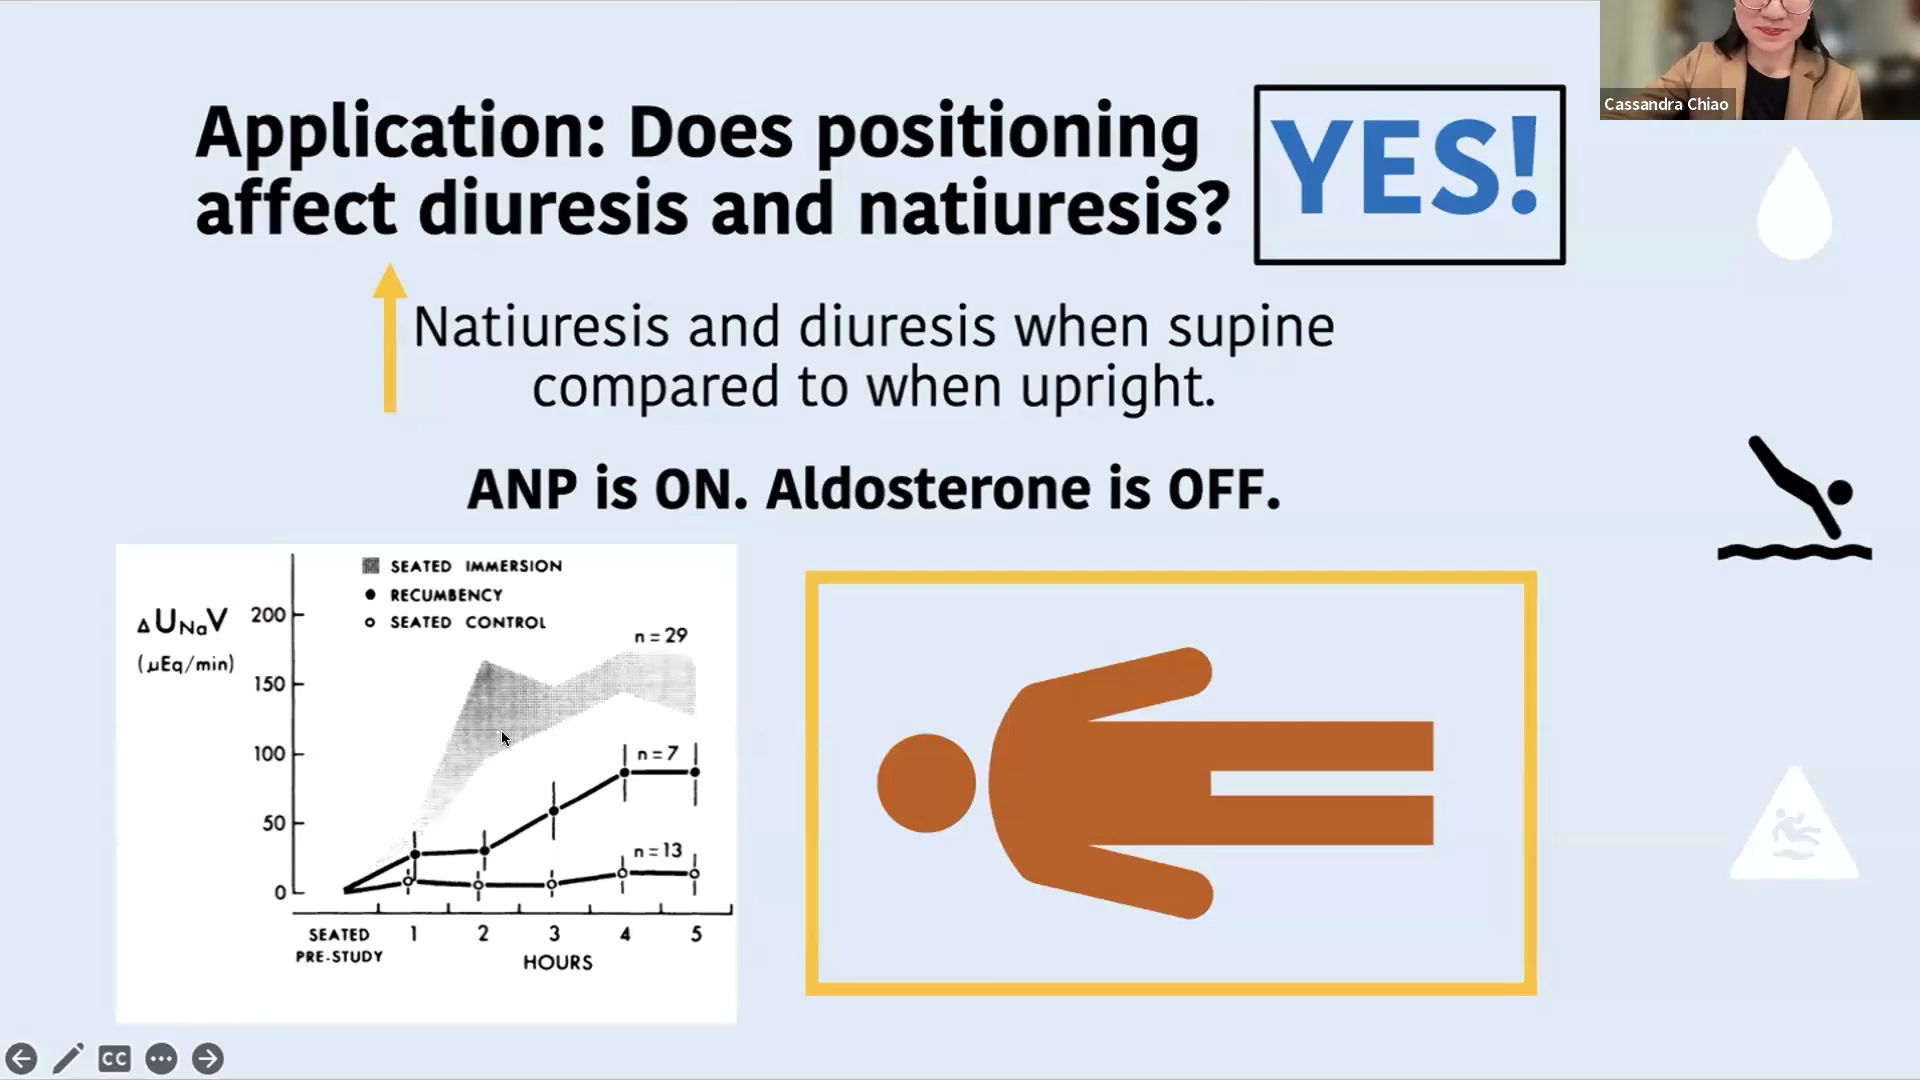 Cassandra Chiao
Application: Does positioning
affect diuresis and natiuresis?
YES!
Natiuresis and diuresis when supine
compared to when upright.
ANP is ON. Aldosterone is OFF.
SEATED IMMERSION
RECUMBENCY
SEATED CONTROL
ΔUNaV
(µEq/min)
200
150
100
50
0
n = 29
n = 7
n = 13
SEATED
PRE-STUDY
1 2 3 4 5
HOURS
CC